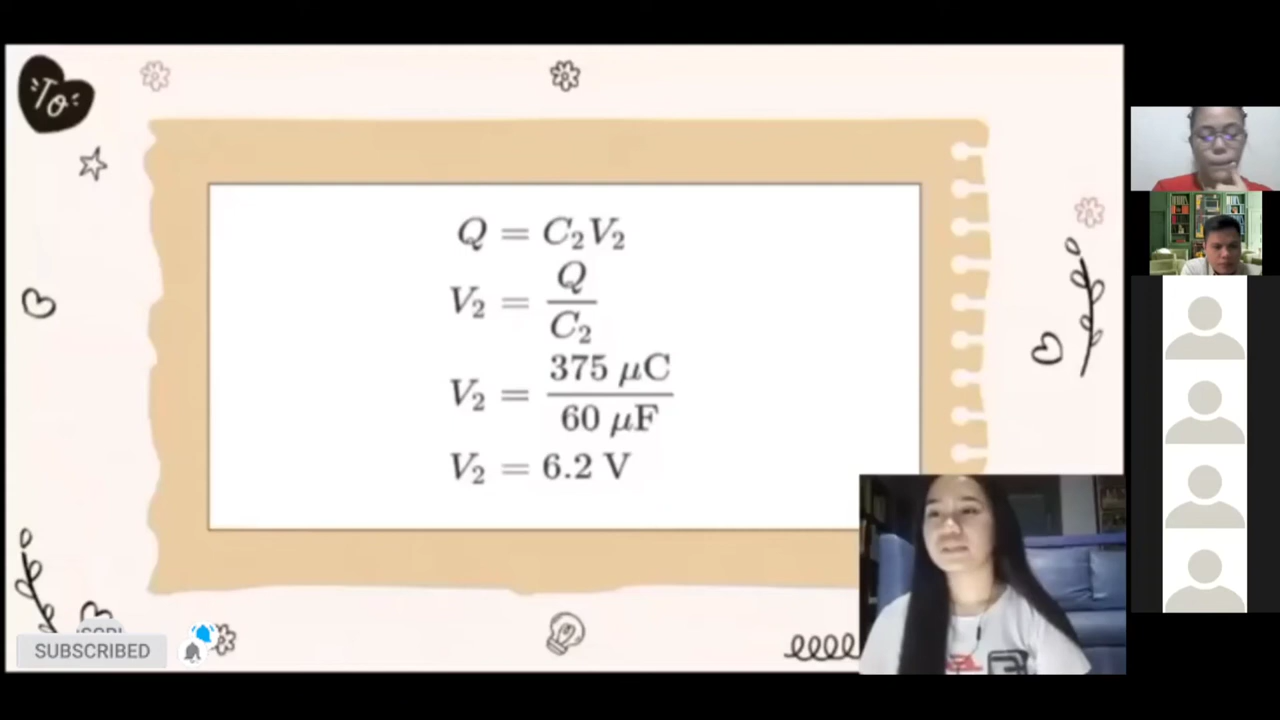 To
Q = C₂V₂
V₂ = Q / C₂
V₂ = 375 μC / 60 μF
V₂ = 6.2 V
SUBSCRIBED